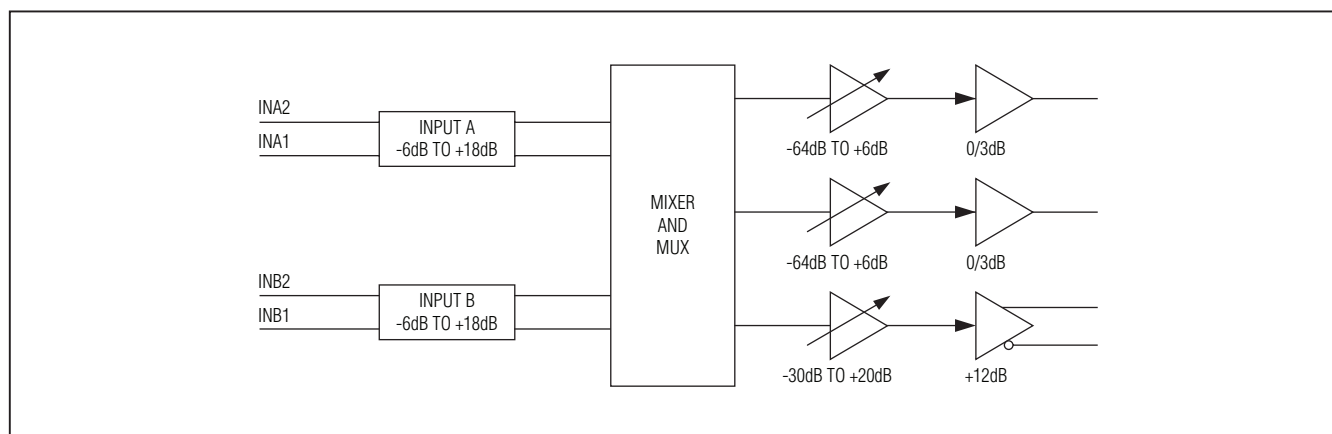 INA2
INA1
INPUT A
-6dB TO +18dB
INB2
INB1
INPUT B
-6dB TO +18dB
MIXER
AND
MUX
-64dB TO +6dB
0/3dB
-64dB TO +6dB
0/3dB
-30dB TO +20dB
+12dB